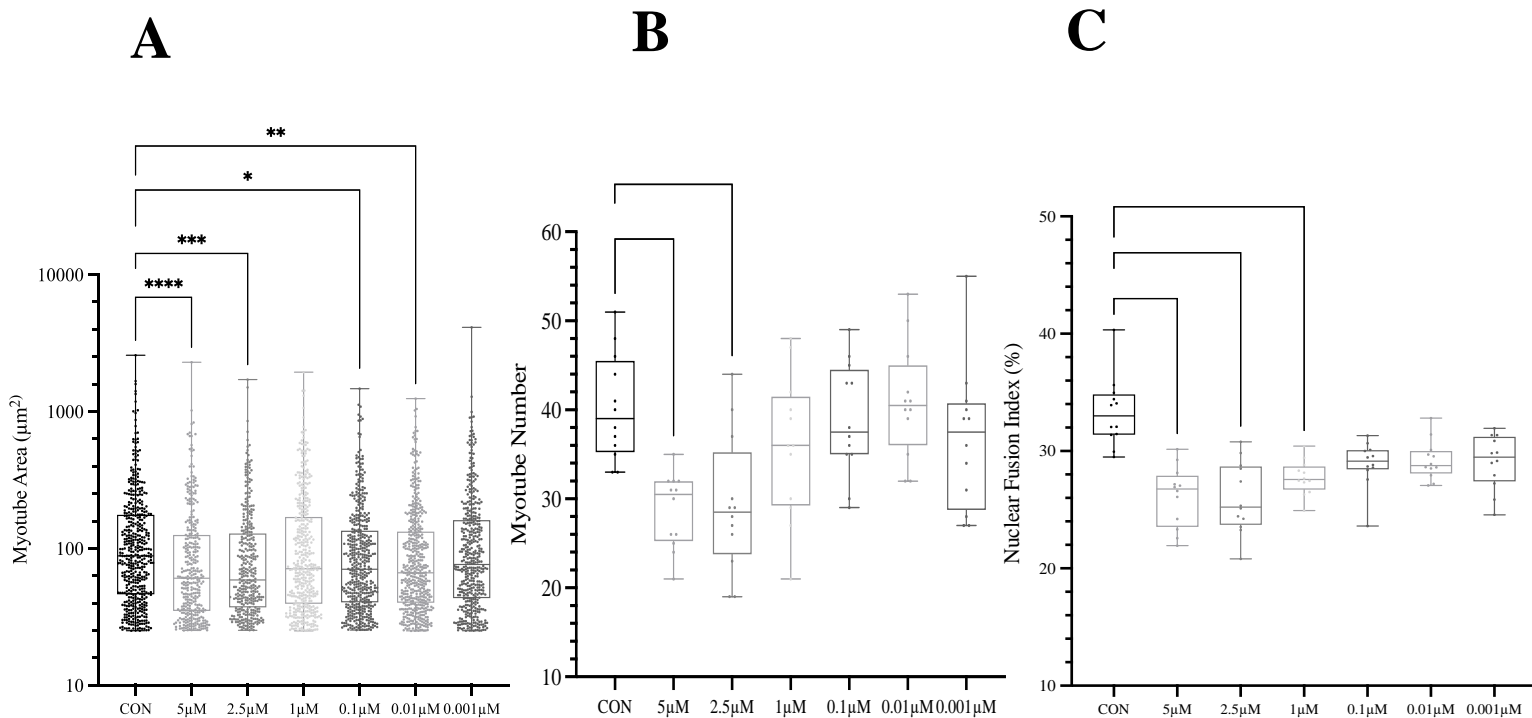 A
B
C
**
*
***
****
Myotube Area (µm²)
10000
1000
100
10
CON 5µM 2.5µM 1µM 0.1µM 0.01µM 0.001µM
Myotube Number
60
50
40
30
20
10
CON 5µM 2.5µM 1µM 0.1µM 0.01µM 0.001µM
Nuclear Fusion Index (%)
50
40
30
20
10
CON 5µM 2.5µM 1µM 0.1µM 0.01µM 0.001µM